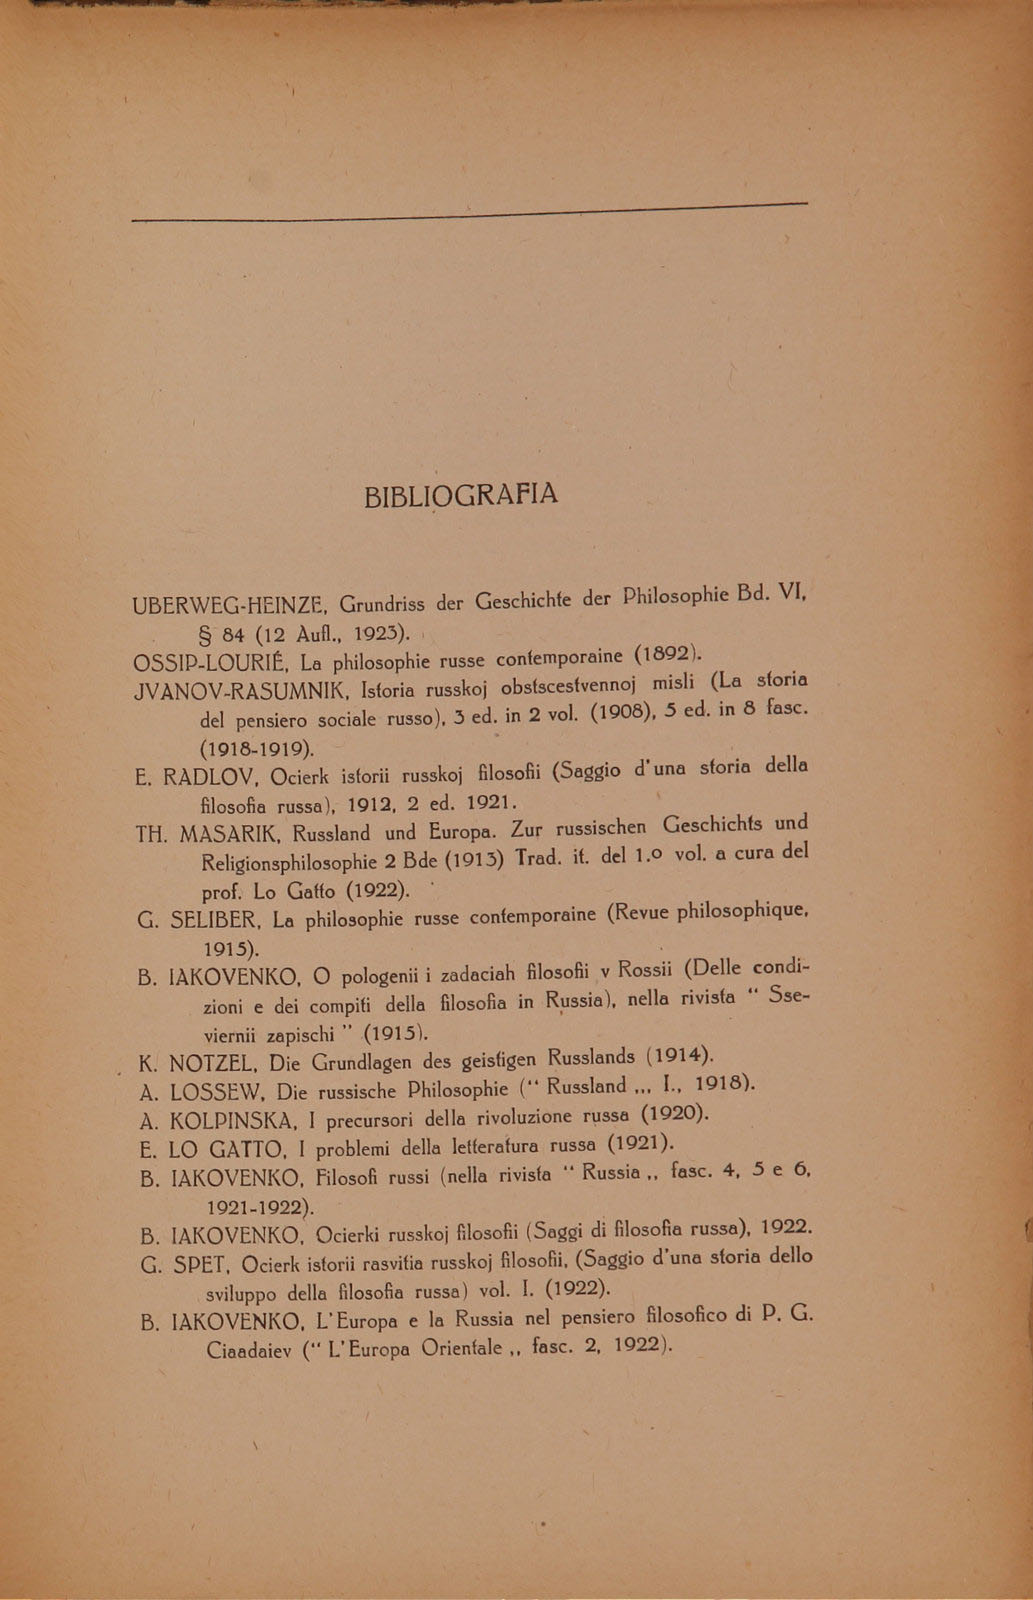 BIBLIOGRAFIA
UBERWEG-HEINZE, Grundriss der Geschichte der Philosophie Bd. VI,
§ 84 (12 Aufl., 1923).
OSSIP-LOURIÉ, La philosophie russe contemporaine (1892).
JVANOV-RASUMNIK, Istoria russkoj obstscestvennoj misli (La storia
del pensiero sociale russo), 3 ed. in 2 vol. (1908), 5 ed. in 8 fasc.
(1918-1919).
E. RADLOV, Ocierk istorii russkoj filosofii (Saggio d'una storia della
filosofia russa), 1912, 2 ed. 1921.
TH. MASARIK, Russland und Europa. Zur russischen Geschichts und
Religionsphilosophie 2 Bde (1913) Trad. it. del 1.o vol. a cura del
prof. Lo Gatto (1922).
G. SELIBER, La philosophie russe contemporaine (Revue philosophique,
1915).
B. IAKOVENKO, O pologenii i zadaciah filosofii v Rossii (Delle condi-
zioni e dei compiti della filosofia in Russia), nella rivista “ Sse-
viernii zapischi ” (1915).
K. NOTZEL, Die Grundlagen des geistigen Russlands (1914).
A. LOSSEW, Die russische Philosophie (“ Russland ,,, I., 1918).
A. KOLPINSKA, I precursori della rivoluzione russa (1920).
E. LO GATTO, I problemi della letteratura russa (1921).
B. IAKOVENKO, Filosofi russi (nella rivista “ Russia ,, fasc. 4, 5 e 6,
1921-1922).
B. IAKOVENKO, Ocierki russkoj filosofii (Saggi di filosofia russa), 1922.
G. SPET, Ocierk istorii rasvitia russkoj filosofii, (Saggio d'una storia dello
sviluppo della filosofia russa) vol. I. (1922).
B. IAKOVENKO, L'Europa e la Russia nel pensiero filosofico di P. G.
Ciaadaiev (“ L'Europa Orientale ,, fasc. 2, 1922).